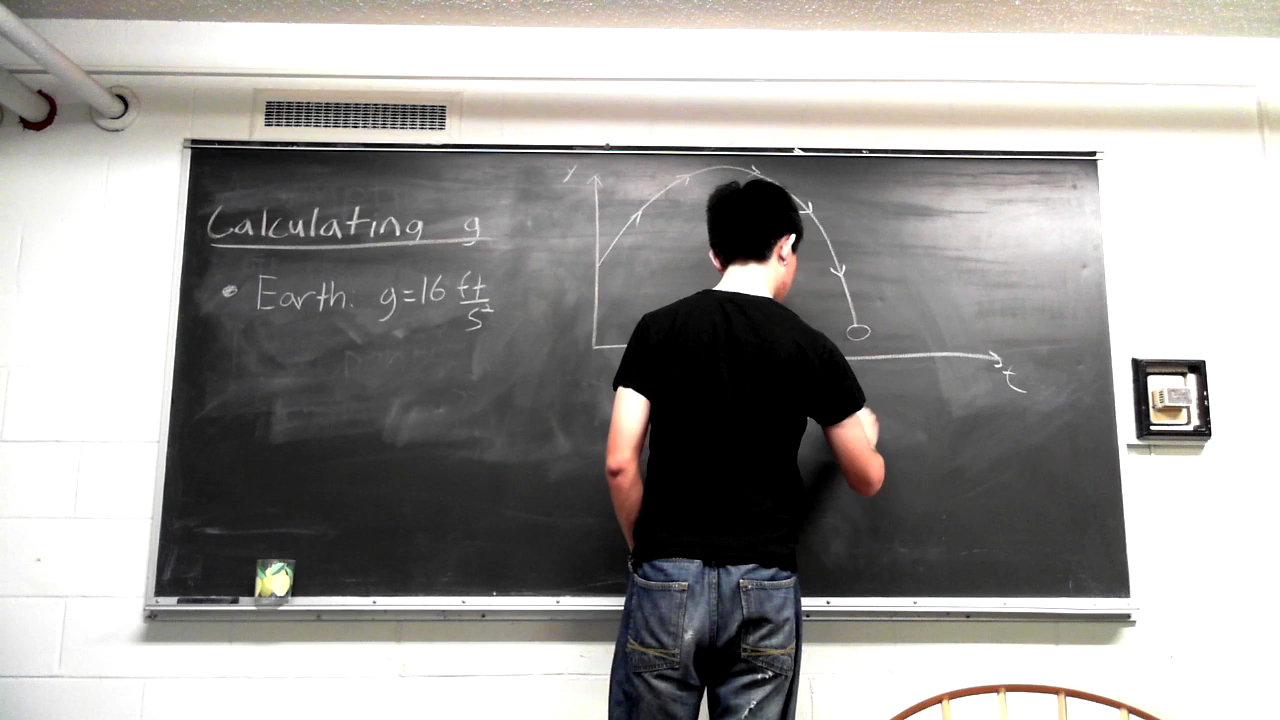 Calculating g
• Earth: g=16 ft/s²
y
t